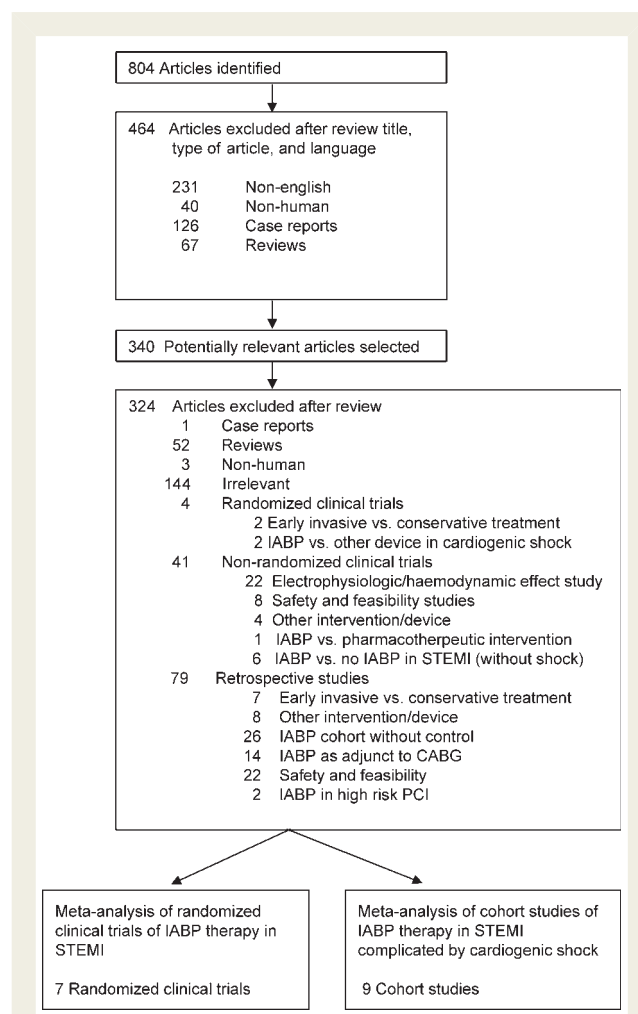 804 Articles identified
464 Articles excluded after review title,
type of article, and language
231 Non-english
40 Non-human
126 Case reports
67 Reviews
340 Potentially relevant articles selected
324 Articles excluded after review
1 Case reports
52 Reviews
3 Non-human
144 Irrelevant
4 Randomized clinical trials
2 Early invasive vs. conservative treatment
2 IABP vs. other device in cardiogenic shock
41 Non-randomized clinical trials
22 Electrophysiologic/haemodynamic effect study
8 Safety and feasibility studies
4 Other intervention/device
1 IABP vs. pharmacotherpeutic intervention
6 IABP vs. no IABP in STEMI (without shock)
79 Retrospective studies
7 Early invasive vs. conservative treatment
8 Other intervention/device
26 IABP cohort without control
14 IABP as adjunct to CABG
22 Safety and feasibility
2 IABP in high risk PCI
Meta-analysis of randomized
clinical trials of IABP therapy in
STEMI
7 Randomized clinical trials
Meta-analysis of cohort studies of
IABP therapy in STEMI
complicated by cardiogenic shock
9 Cohort studies